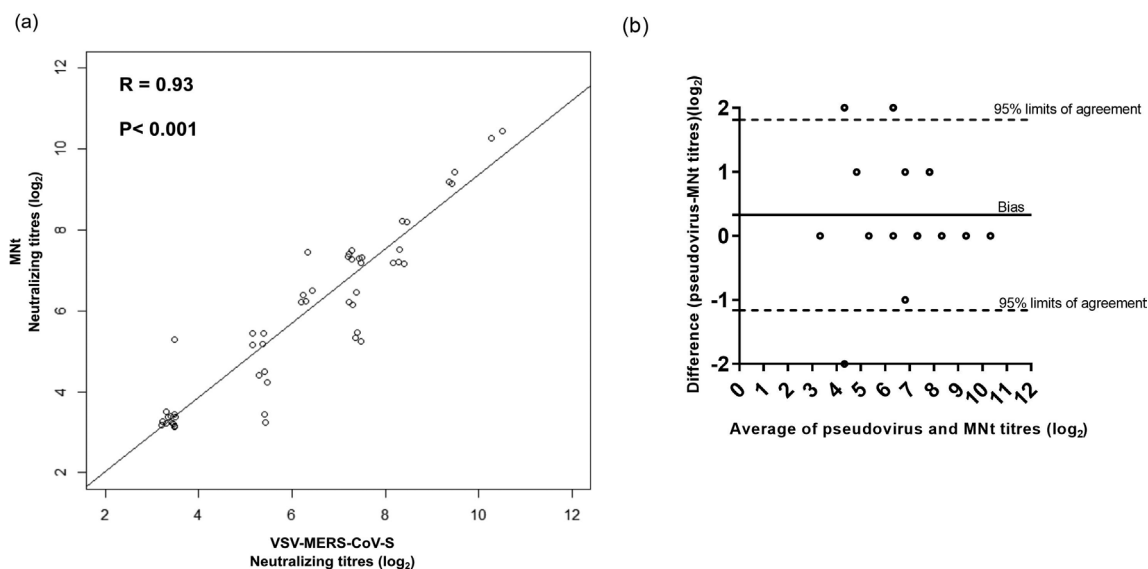 (a)
R = 0.93
P< 0.001
MNt
Neutralizing titres (log2)
12
10
8
6
4
2
2 4 6 8 10 12
VSV-MERS-CoV-S
Neutralizing titres (log2)
(b)
Difference (pseudovirus-MNt titres)(log2)
2
1
0
-1
-2
95% limits of agreement
Bias
95% limits of agreement
0 1 2 3 4 5 6 7 8 9 10 11 12
Average of pseudovirus and MNt titres (log2)